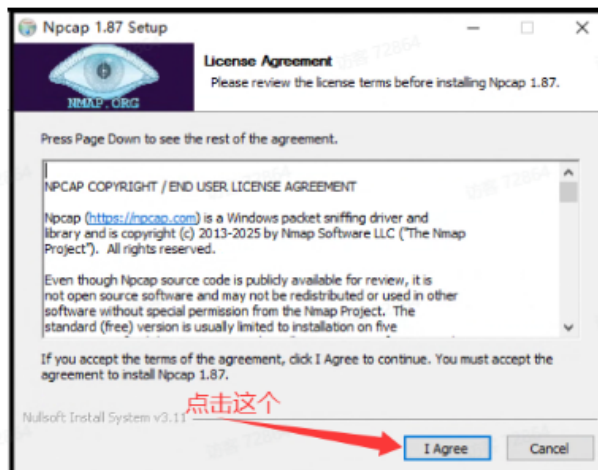 Npcap 1.87 Setup
NMAP.ORG
License Agreement
Please review the license terms before installing Npcap 1.87.
Press Page Down to see the rest of the agreement.
NPCAP COPYRIGHT / END USER LICENSE AGREEMENT
Npcap (https://npcap.com) is a Windows packet sniffing driver and
library and is copyright (c) 2013-2025 by Nmap Software LLC ("The Nmap
Project"). All rights reserved.
Even though Npcap source code is publicly available for review, it is
not open source software and may not be redistributed or used in other
software without special permission from the Nmap Project. The
standard (free) version is usually limited to installation on five
If you accept the terms of the agreement, click I Agree to continue. You must accept the
agreement to install Npcap 1.87.
点击这个
Nullsoft Install System v3.11
I Agree
Cancel
访客 72864
访客 72864